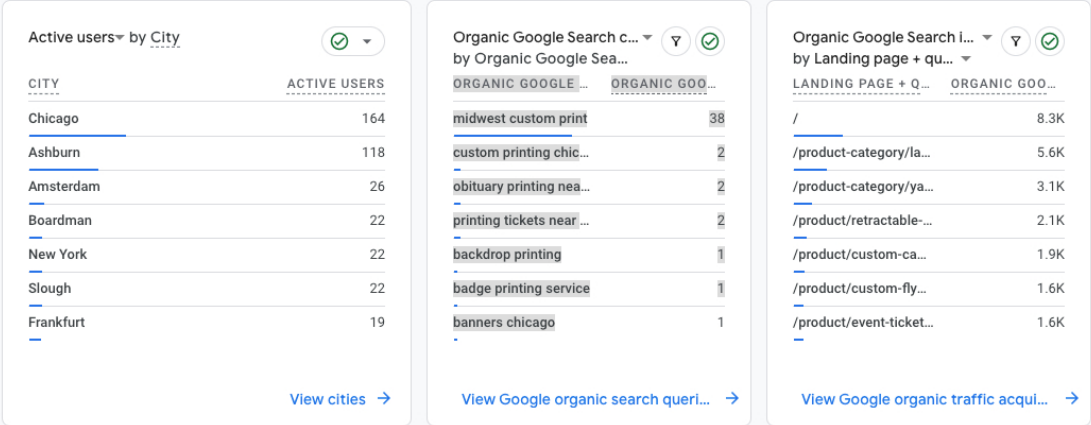 Active users by City
CITY ACTIVE USERS
Chicago 164
Ashburn 118
Amsterdam 26
Boardman 22
New York 22
Slough 22
Frankfurt 19
View cities
Organic Google Search c...
by Organic Google Sea...
ORGANIC GOOGLE ... ORGANIC GOO...
midwest custom print 38
custom printing chic... 2
obituary printing nea... 2
printing tickets near ... 2
backdrop printing 1
badge printing service 1
banners chicago 1
View Google organic search queri...
Organic Google Search i...
by Landing page + qu...
LANDING PAGE + Q... ORGANIC GOO...
/ 8.3K
/product-category/la... 5.6K
/product-category/ya... 3.1K
/product/retractable-... 2.1K
/product/custom-ca... 1.9K
/product/custom-fly... 1.6K
/product/event-ticket... 1.6K
View Google organic traffic acqui...